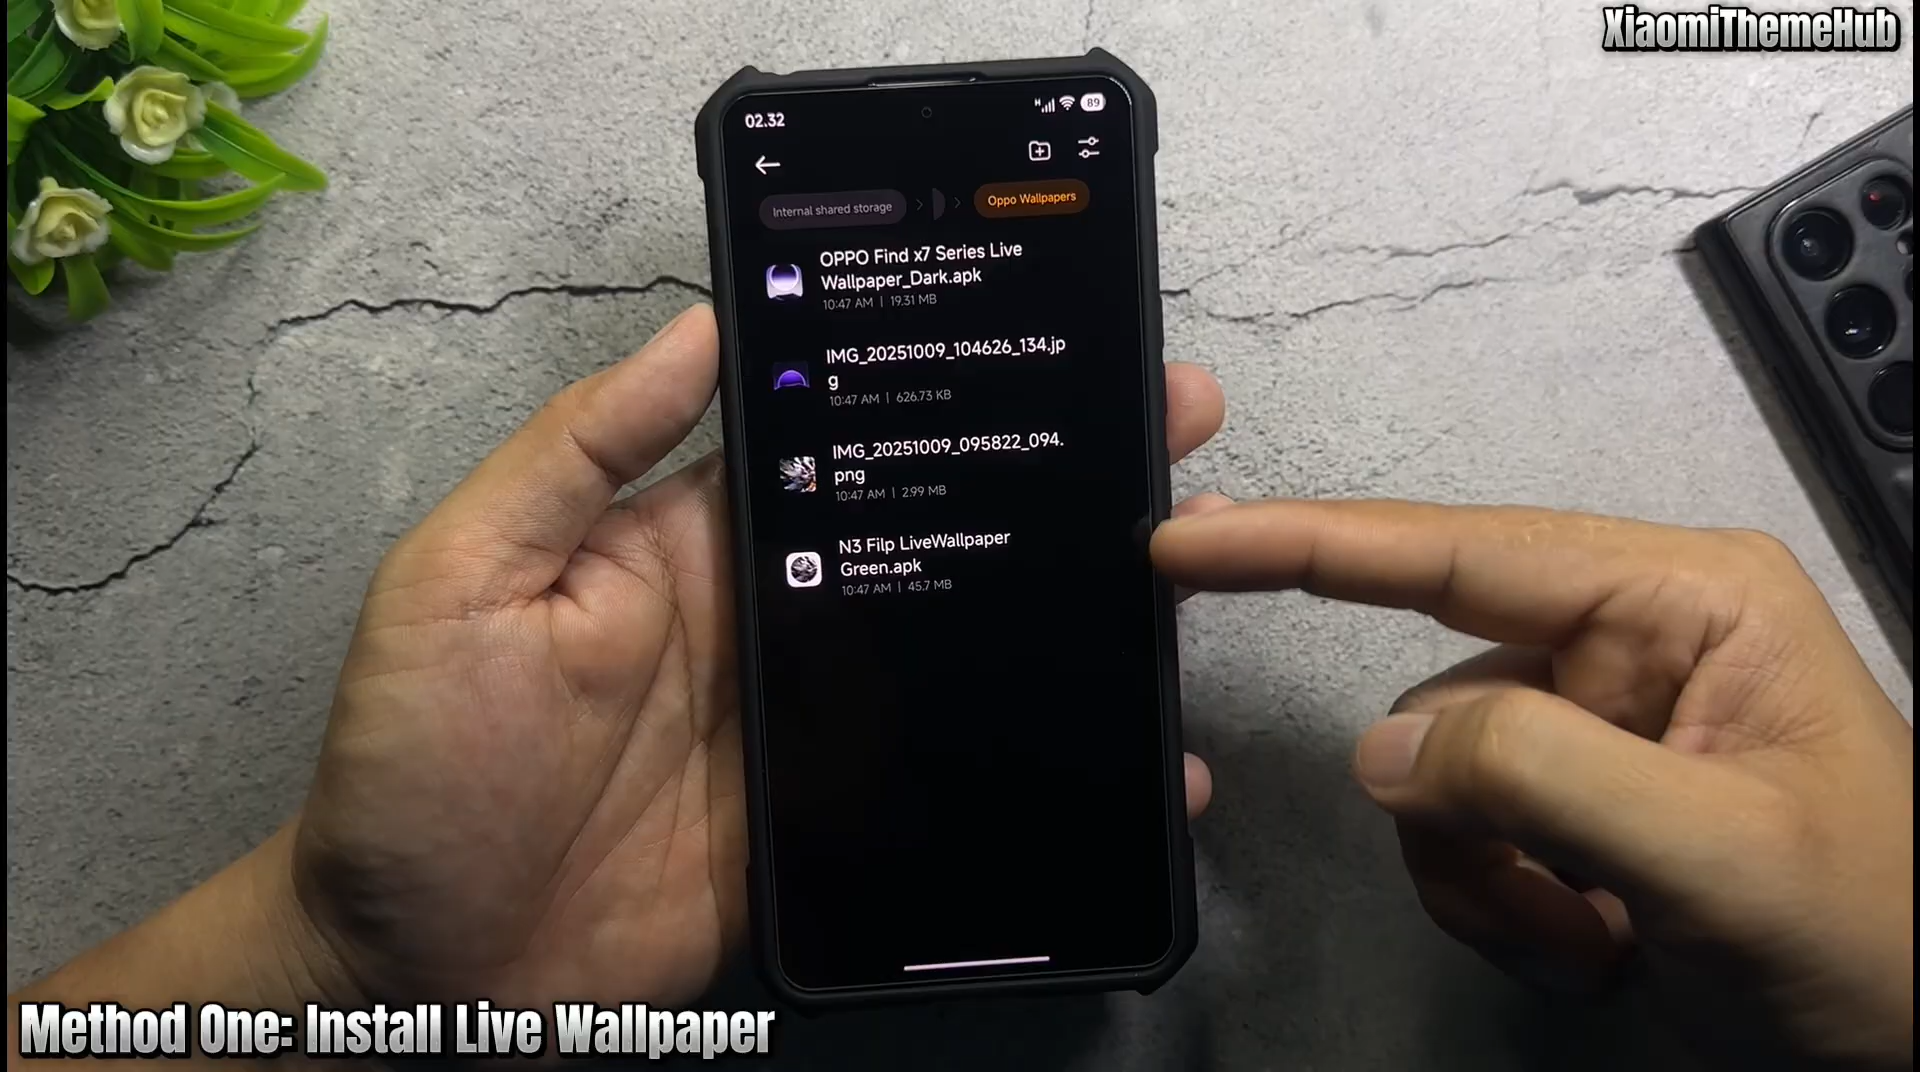 XiaomiThemeHub
02.32
89
Internal shared storage
Oppo Wallpapers
OPPO Find x7 Series Live
Wallpaper_Dark.apk
10:47 AM | 19.31 MB
IMG_20251009_104626_134.jp
g
10:47 AM | 626.73 KB
IMG_20251009_095822_094.
png
10:47 AM | 2.99 MB
N3 Filp LiveWallpaper
Green.apk
10:47 AM | 45.7 MB
Method One: Install Live Wallpaper